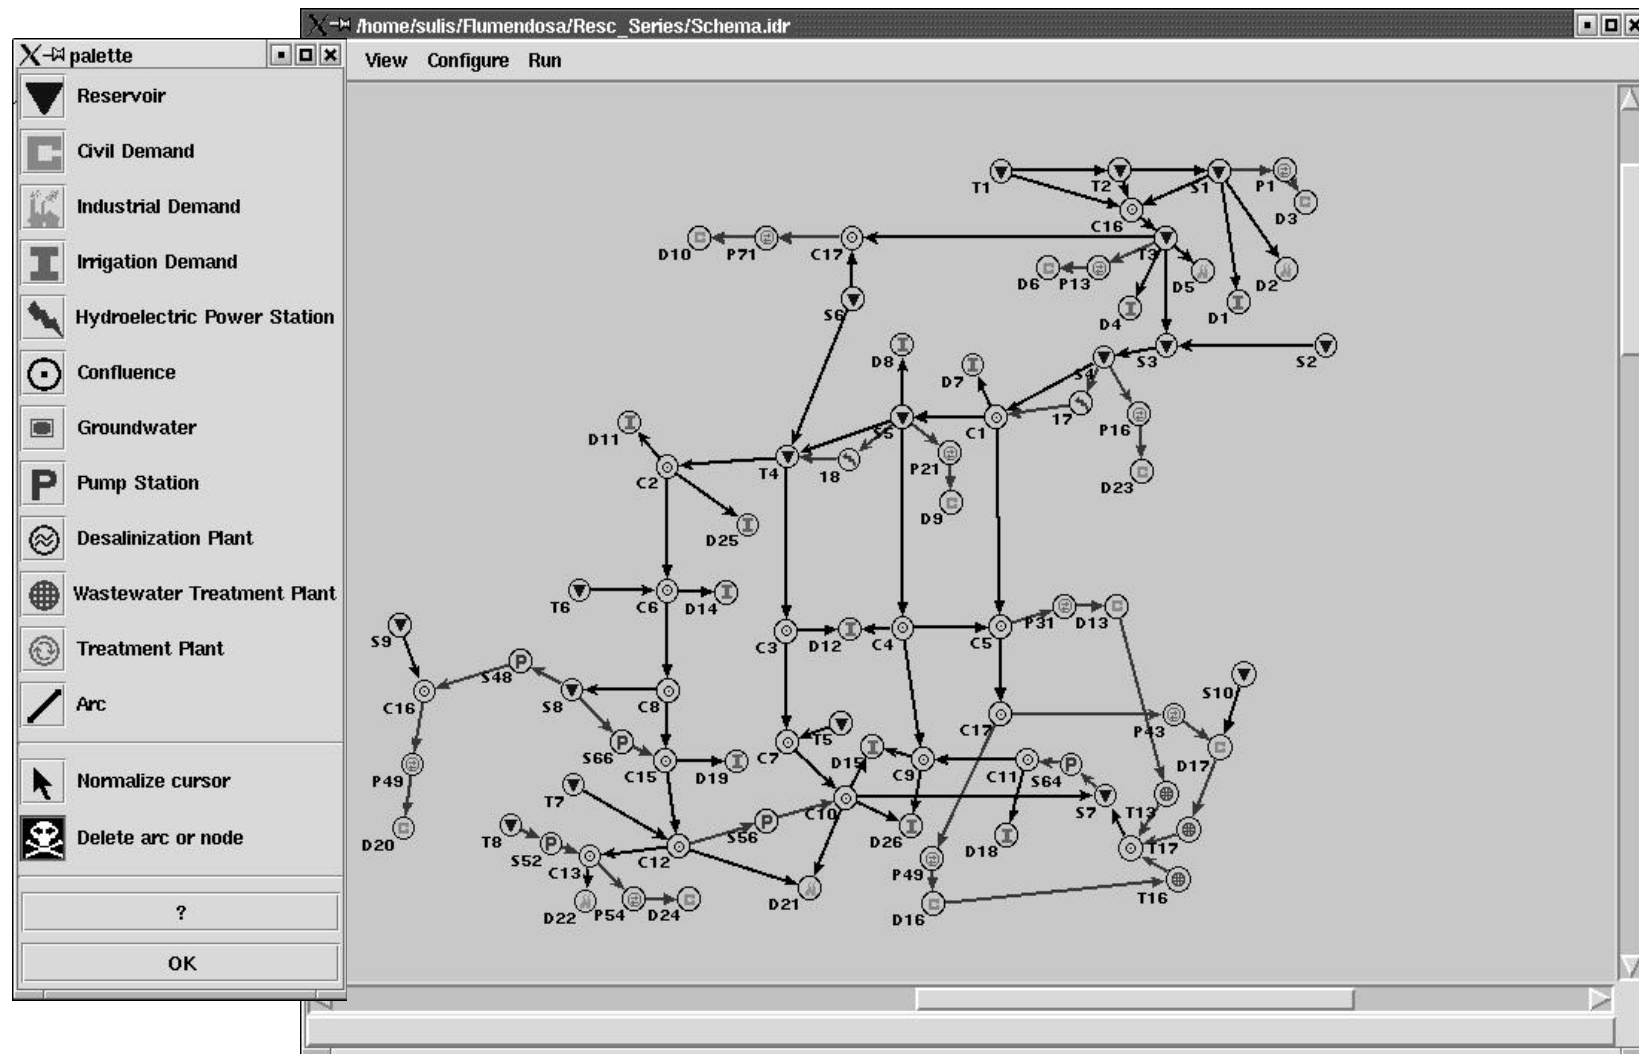 /home/sulis/Flumendosa/Resc_Series/Schema.idr
palette
View Configure Run
Reservoir
Civil Demand
Industrial Demand
Irrigation Demand
Hydroelectric Power Station
Confluence
Groundwater
Pump Station
Desalinization Plant
Wastewater Treatment Plant
Treatment Plant
Arc
Normalize cursor
Delete arc or node
?
OK
T1 T2 S1 P1
D3
C16
D10 P71 C17 T3
D6 P13 D5 D2
S6 D4 D1
D8 D7 S4 S3 S2
D11 S5 C1 17 P16
C2 T4 18 P21
D23
D9
D25
T6 C6 D14
S9 C3 D12 C4 C5 P31 D13
P
S48
C16 S8 C8 S10
P S66 C7 T5 C17 P43
P49 C15 D19 D15 C9 C11 S64 P D17
T7 C10 S7 T13
D20 T8 S52 P C13 C12 S56 P D26 D18 T17
P49
D22 P54 D24 D21 D16 T16